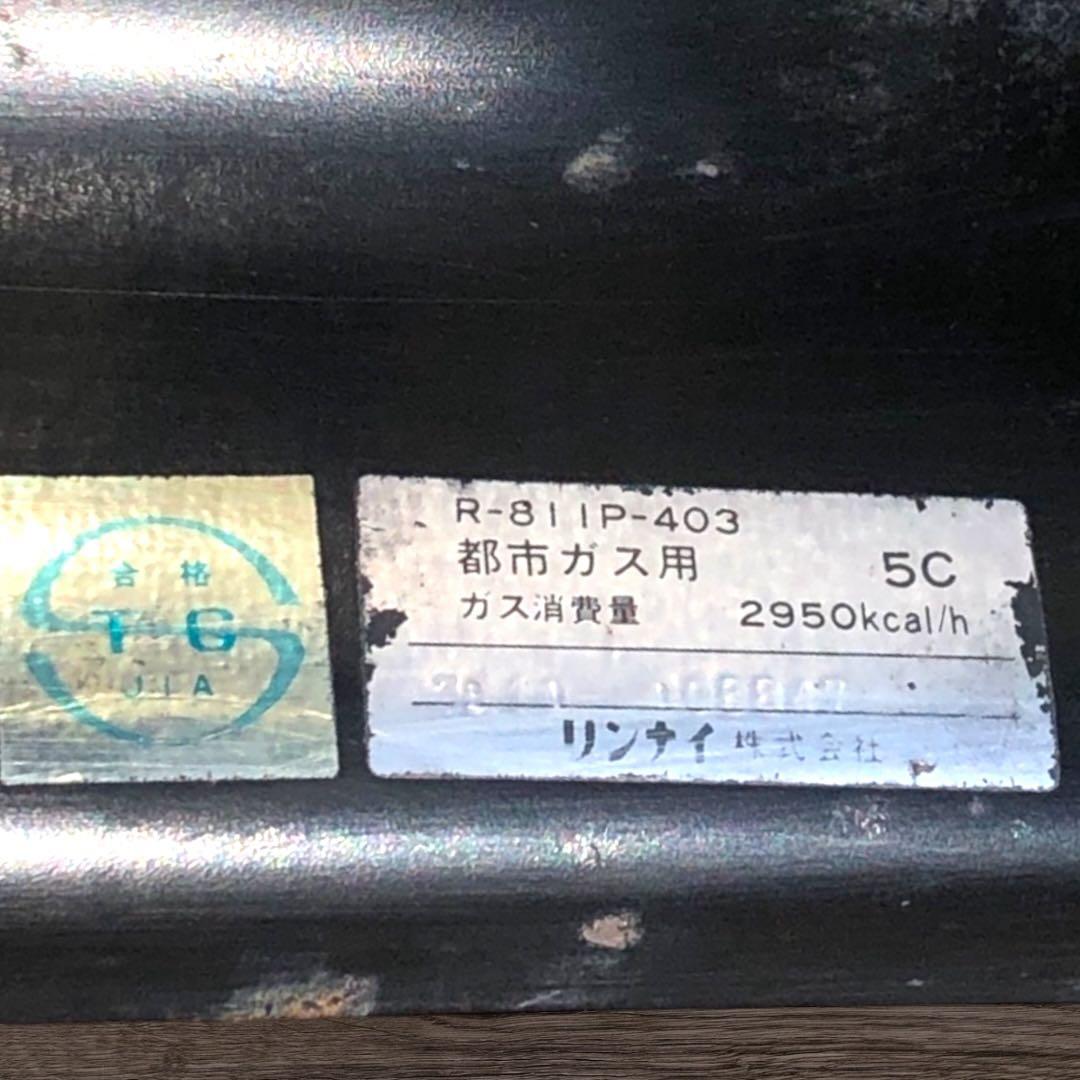 合格
TG
JIA
R-811P-403
都市ガス用 5C
ガス消費量 2950kcal/h
リンナイ株式会社